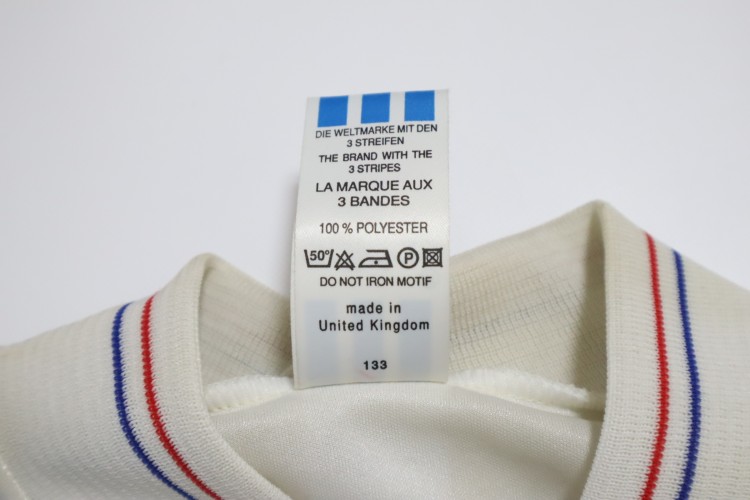 DIE WELTMARKE MIT DEN
3 STREIFEN
THE BRAND WITH THE
3 STRIPES
LA MARQUE AUX
3 BANDES
100 % POLYESTER
50° P
DO NOT IRON MOTIF
made in
United Kingdom
133